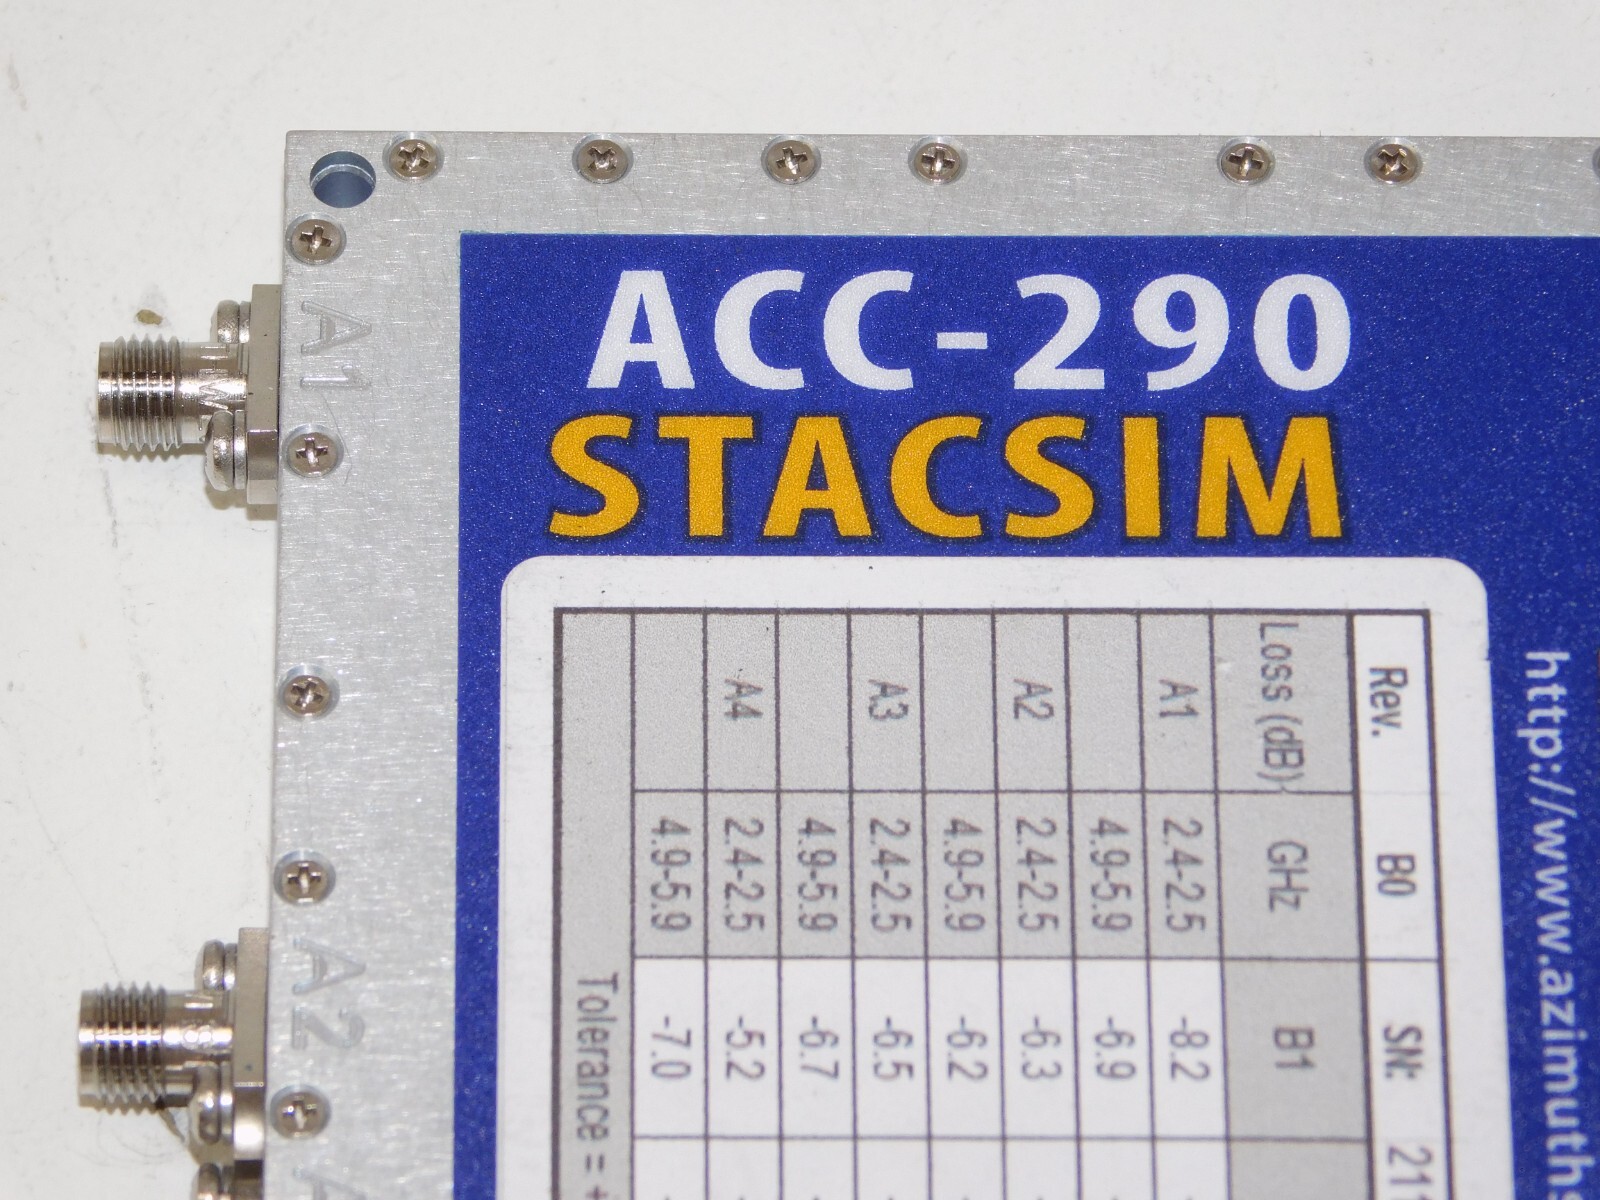 ACC-290
STACSIM
Rev. B0 SN: 211
Loss (dB) GHz B1
A1 2.4-2.5 -8.2
4.9-5.9 -6.9
A2 2.4-2.5 -6.3
4.9-5.9 -6.2
A3 2.4-2.5 -6.5
4.9-5.9 -6.7
A4 2.4-2.5 -5.2
4.9-5.9 -7.0
Tolerance = +
http://www.azimuth
A1
A2